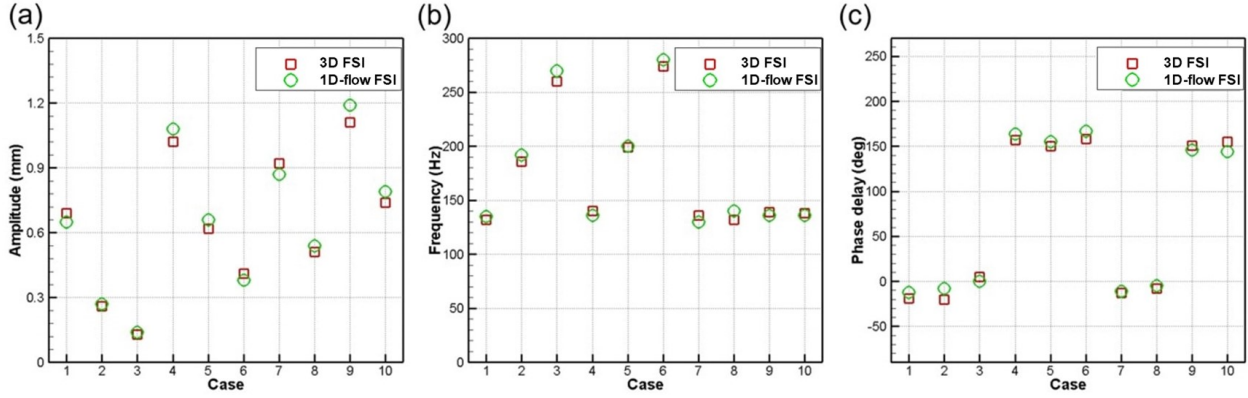 (a)
Amplitude (mm)
1.5
1.2
0.9
0.6
0.3
0
3D FSI
1D-flow FSI
1 2 3 4 5 6 7 8 9 10
Case
(b)
Frequency (Hz)
300
250
200
150
100
50
0
3D FSI
1D-flow FSI
1 2 3 4 5 6 7 8 9 10
Case
(c)
Phase delay (deg)
250
200
150
100
50
0
-50
3D FSI
1D-flow FSI
1 2 3 4 5 6 7 8 9 10
Case